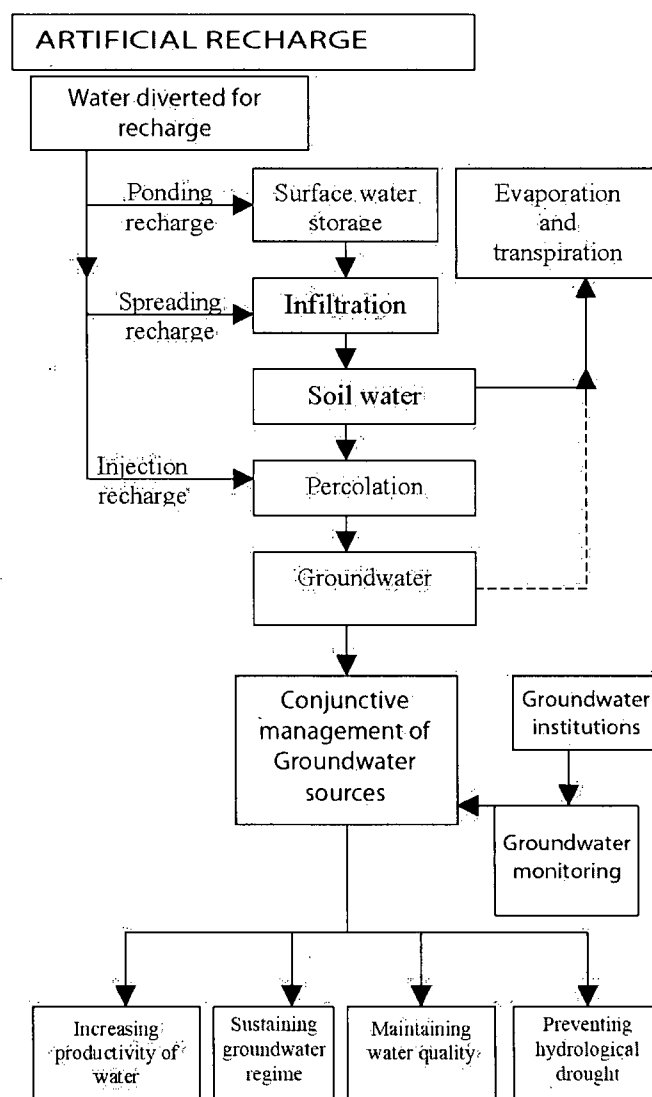 ARTIFICIAL RECHARGE
Water diverted for
recharge
Ponding
recharge
Surface water
storage
Evaporation
and
transpiration
Spreading
recharge
Infiltration
Soil water
Injection
recharge
Percolation
Groundwater
Conjunctive
management of
Groundwater
sources
Groundwater
institutions
Groundwater
monitoring
Increasing
productivity of
water
Sustaining
groundwater
regime
Maintaining
water quality
Preventing
hydrological
drought